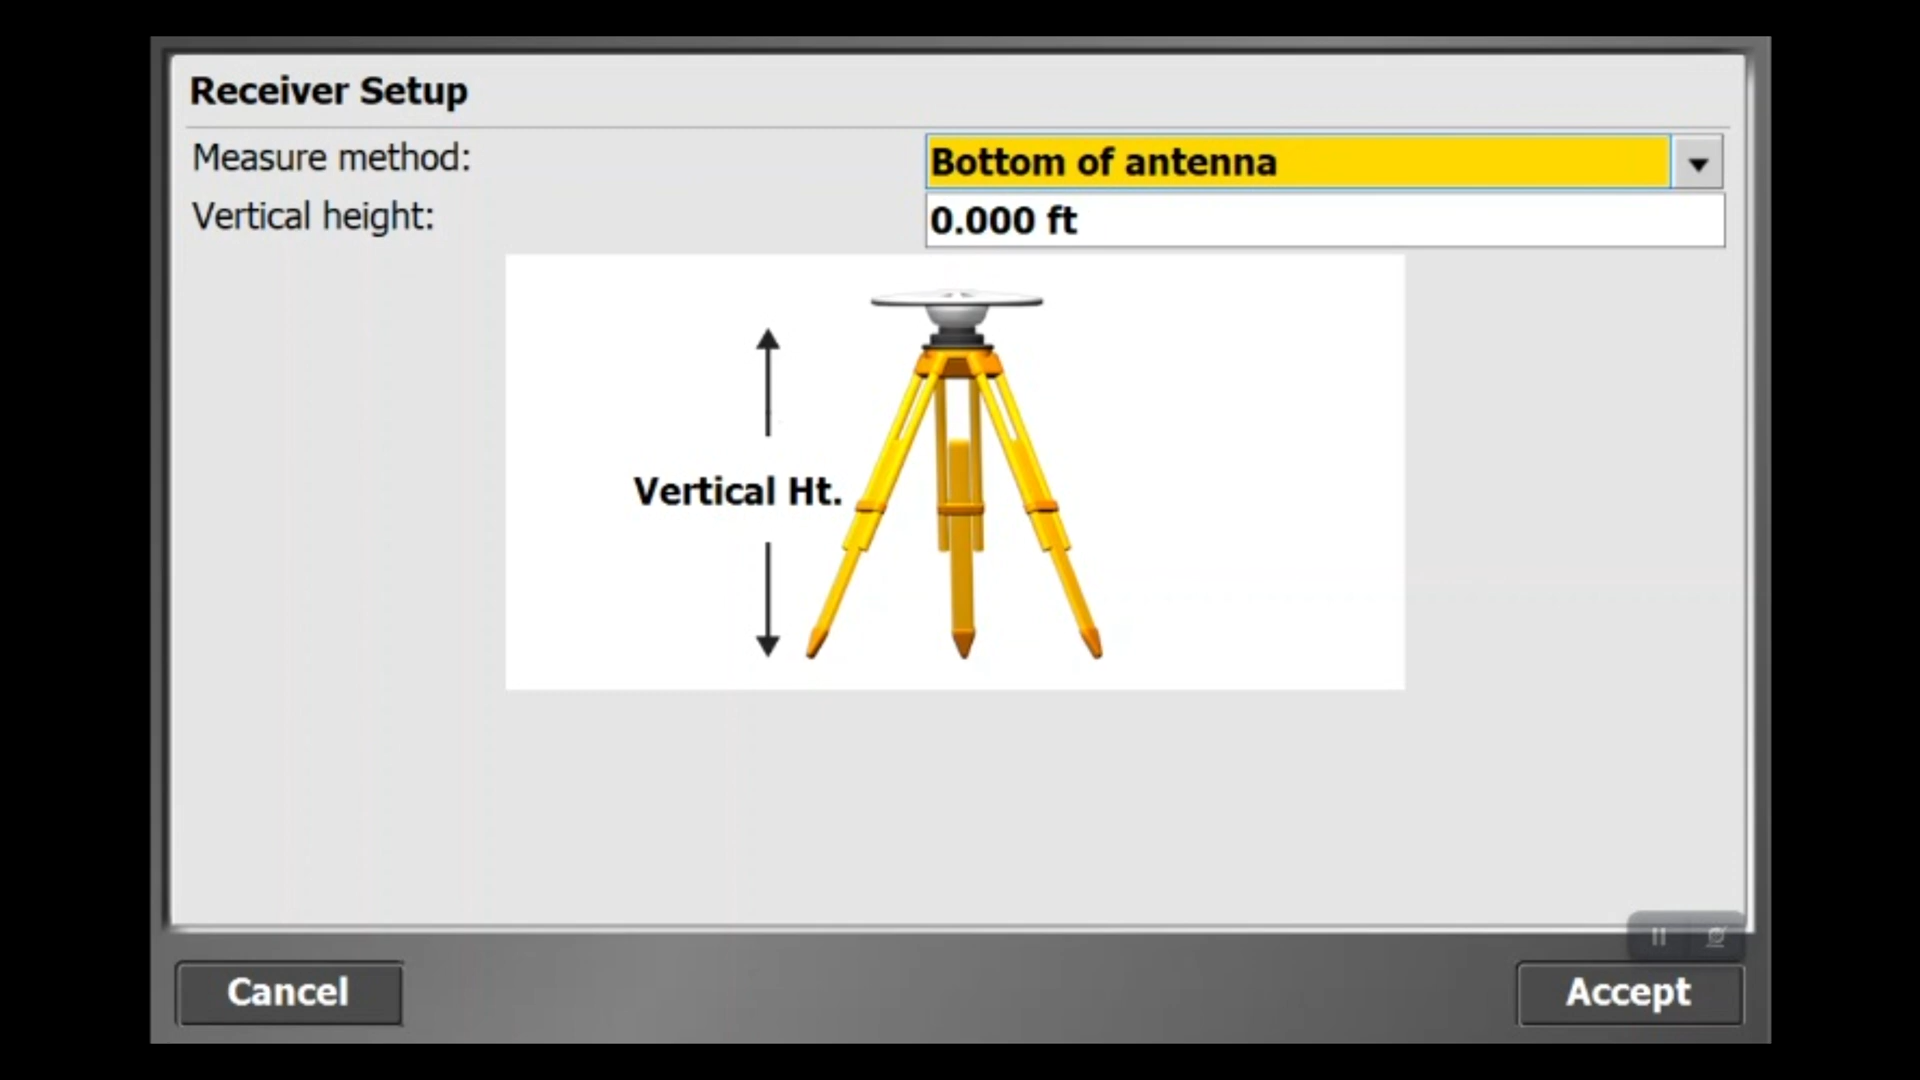 Receiver Setup
Measure method:
Bottom of antenna
Vertical height:
0.000 ft
Vertical Ht.
Cancel
Accept